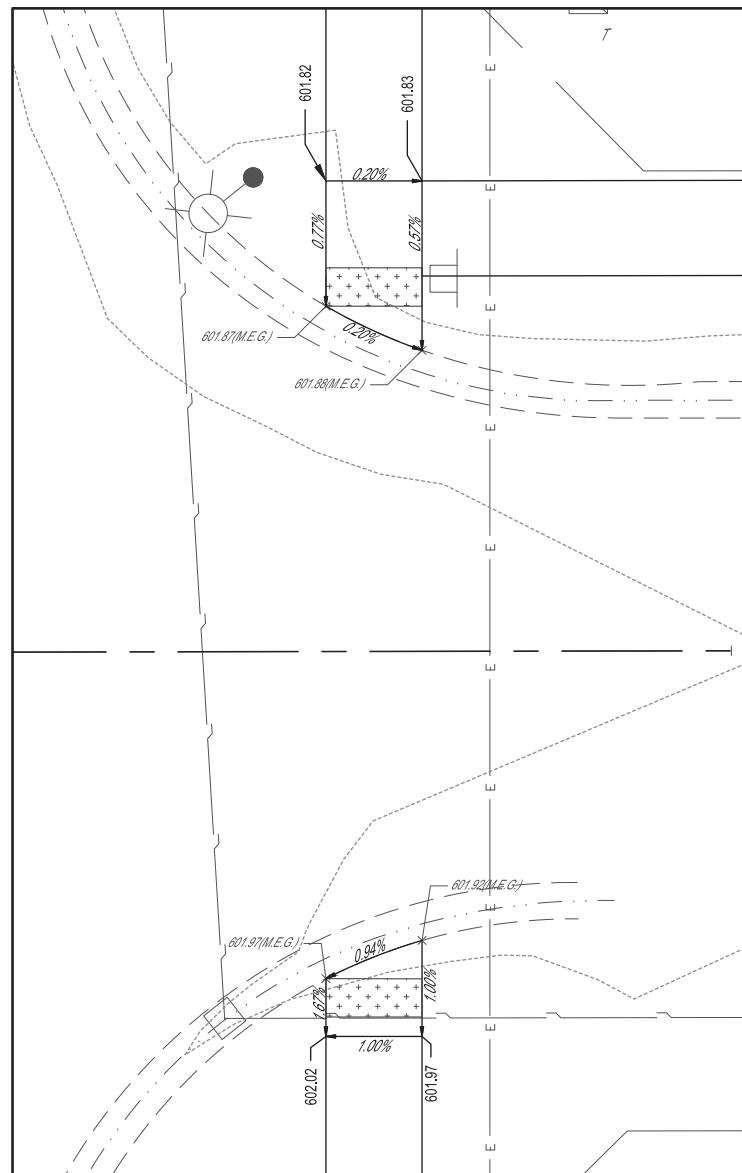 T
601.82
601.83
0.20%
0.77%
0.57%
601.87(M.E.G.)
0.20%
601.88(M.E.G.)
E
E
E
E
E
E
E
E
E
E
601.92(M.E.G.)
601.97(M.E.G.)
0.94%
1.67%
1.00%
1.00%
602.02
601.97